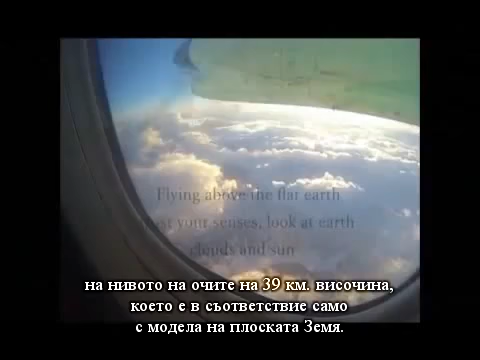 Flying above the flat earth
your senses, look at earth
clouds and sun
на нивото на очите на 39 км. височина,
което е в съответствие само
с модела на плоската Земя.